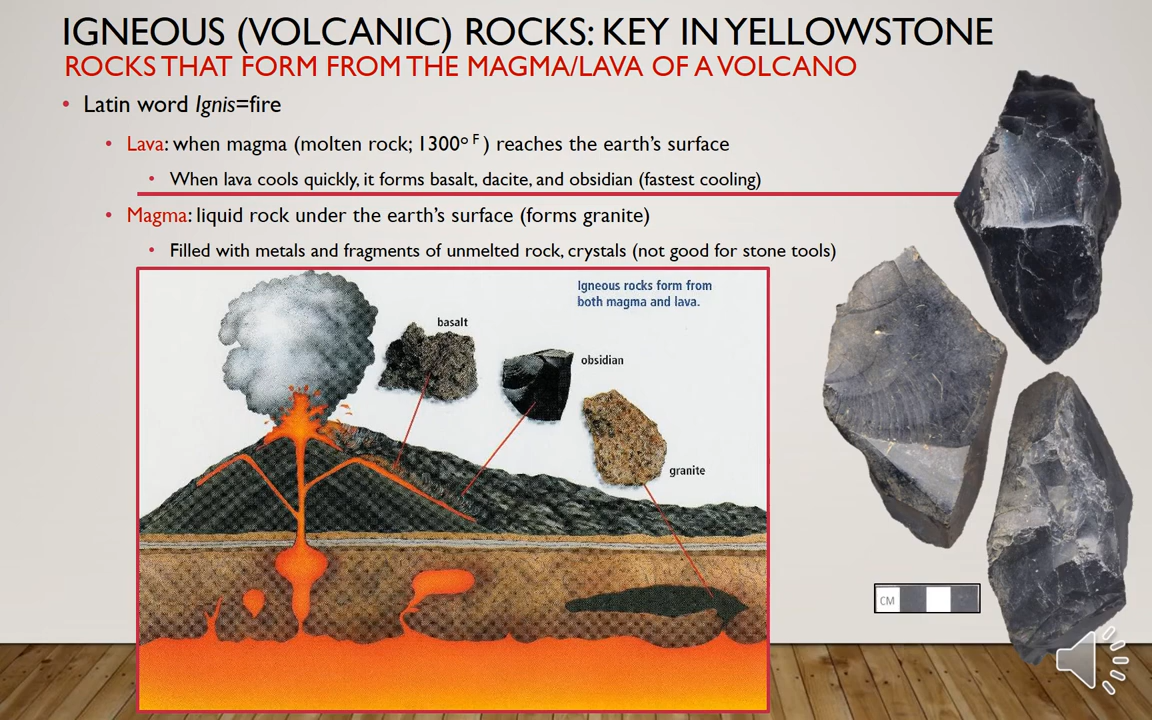 IGNEOUS (VOLCANIC) ROCKS: KEY IN YELLOWSTONE
ROCKS THAT FORM FROM THE MAGMA/LAVA OF A VOLCANO
• Latin word Ignis=fire
• Lava: when magma (molten rock; 1300º F) reaches the earth's surface
• When lava cools quickly, it forms basalt, dacite, and obsidian (fastest cooling)
• Magma: liquid rock under the earth's surface (forms granite)
• Filled with metals and fragments of unmelted rock, crystals (not good for stone tools)
Igneous rocks form from
both magma and lava.
basalt
obsidian
granite
CM